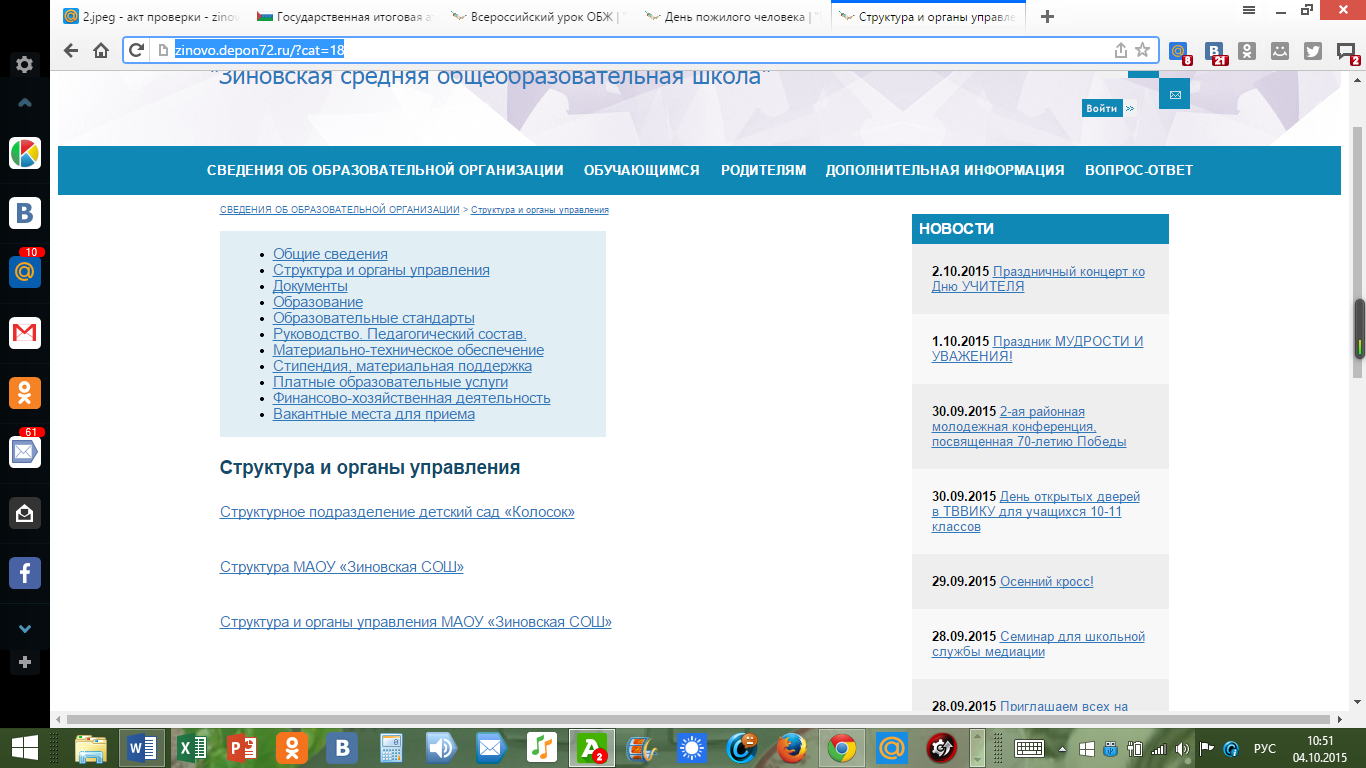 2.jpeg - акт проверки - zinov
Государственная итоговая ат
Всероссийский урок ОБЖ | "
День пожилого человека | "
Структура и органы управле
zinovo.depon72.ru/?cat=18
8
21
2
"Зиновская средняя общеобразовательная школа"
Войти >>
СВЕДЕНИЯ ОБ ОБРАЗОВАТЕЛЬНОЙ ОРГАНИЗАЦИИ ОБУЧАЮЩИМСЯ РОДИТЕЛЯМ ДОПОЛНИТЕЛЬНАЯ ИНФОРМАЦИЯ ВОПРОС-ОТВЕТ
СВЕДЕНИЯ ОБ ОБРАЗОВАТЕЛЬНОЙ ОРГАНИЗАЦИИ > Структура и органы управления
Общие сведения
Структура и органы управления
Документы
Образование
Образовательные стандарты
Руководство. Педагогический состав.
Материально-техническое обеспечение
Стипендия, материальная поддержка
Платные образовательные услуги
Финансово-хозяйственная деятельность
Вакантные места для приема
Структура и органы управления
Структурное подразделение детский сад «Колосок»
Структура МАОУ «Зиновская СОШ»
Структура и органы управления МАОУ «Зиновская СОШ»
НОВОСТИ
2.10.2015 Праздничный концерт ко
Дню УЧИТЕЛЯ
1.10.2015 Праздник МУДРОСТИ И
УВАЖЕНИЯ!
30.09.2015 2-ая районная
молодежная конференция,
посвященная 70-летию Победы
30.09.2015 День открытых дверей
в ТВВИКУ для учащихся 10-11
классов
29.09.2015 Осенний кросс!
28.09.2015 Семинар для школьной
службы медиации
28.09.2015 Приглашаем всех на
10
61
2
РУС
10:51
04.10.2015